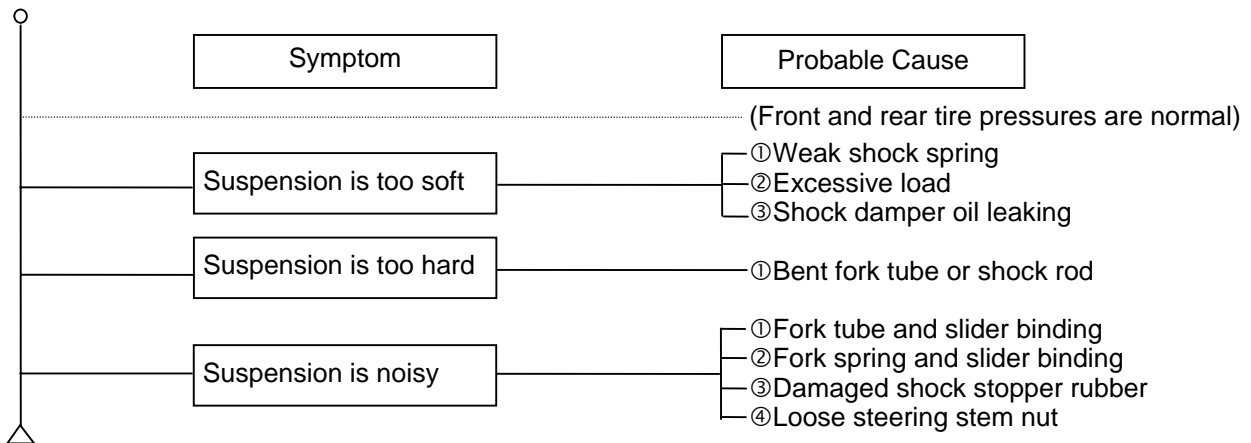 Symptom
Probable Cause
(Front and rear tire pressures are normal)
Suspension is too soft
①Weak shock spring
②Excessive load
③Shock damper oil leaking
Suspension is too hard
①Bent fork tube or shock rod
Suspension is noisy
①Fork tube and slider binding
②Fork spring and slider binding
③Damaged shock stopper rubber
④Loose steering stem nut